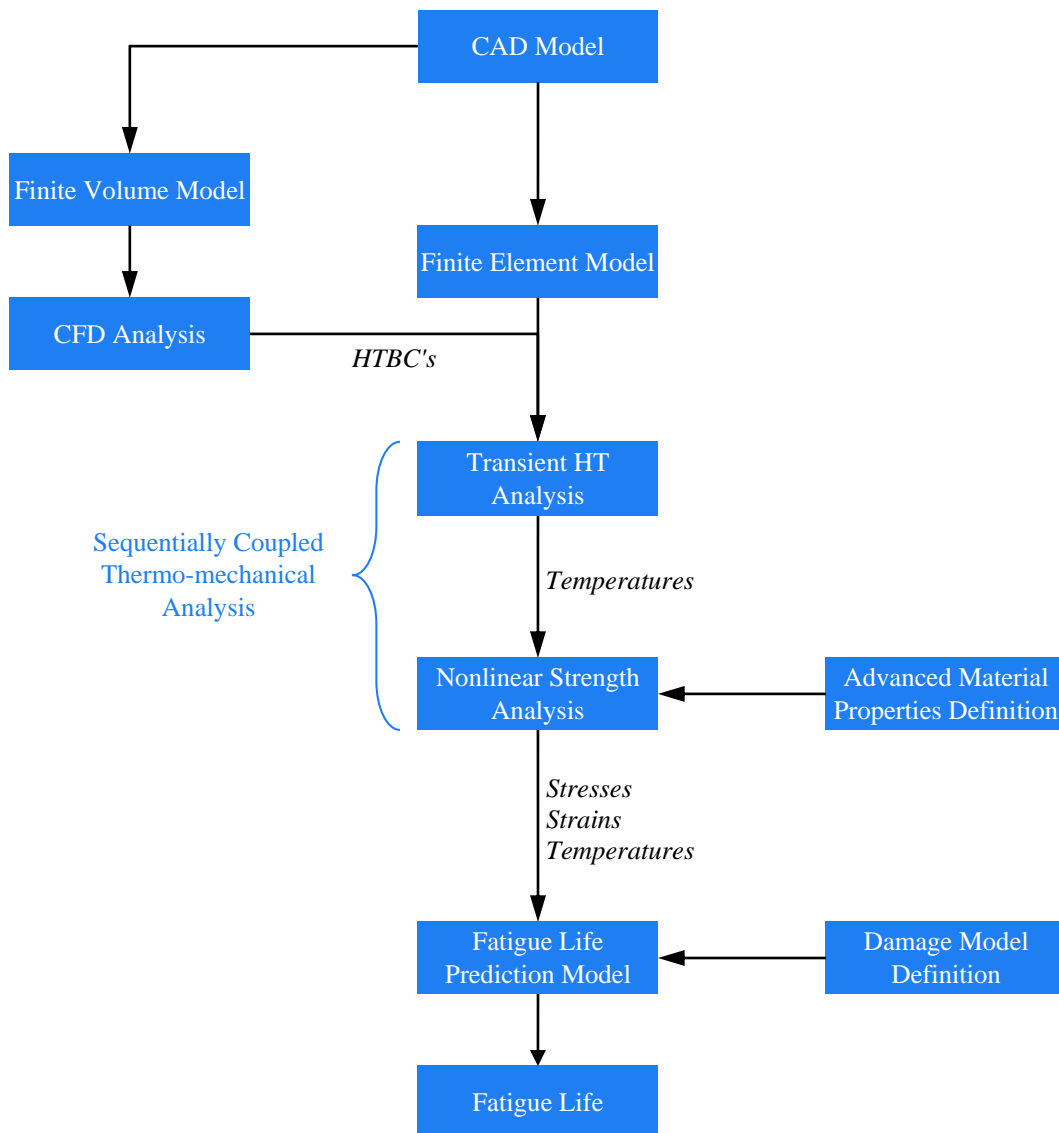 CAD Model
Finite Volume Model
Finite Element Model
CFD Analysis
HTBC's
Transient HT
Analysis
Sequentially Coupled
Thermo-mechanical
Analysis
Temperatures
Nonlinear Strength
Analysis
Advanced Material
Properties Definition
Stresses
Strains
Temperatures
Fatigue Life
Prediction Model
Damage Model
Definition
Fatigue Life